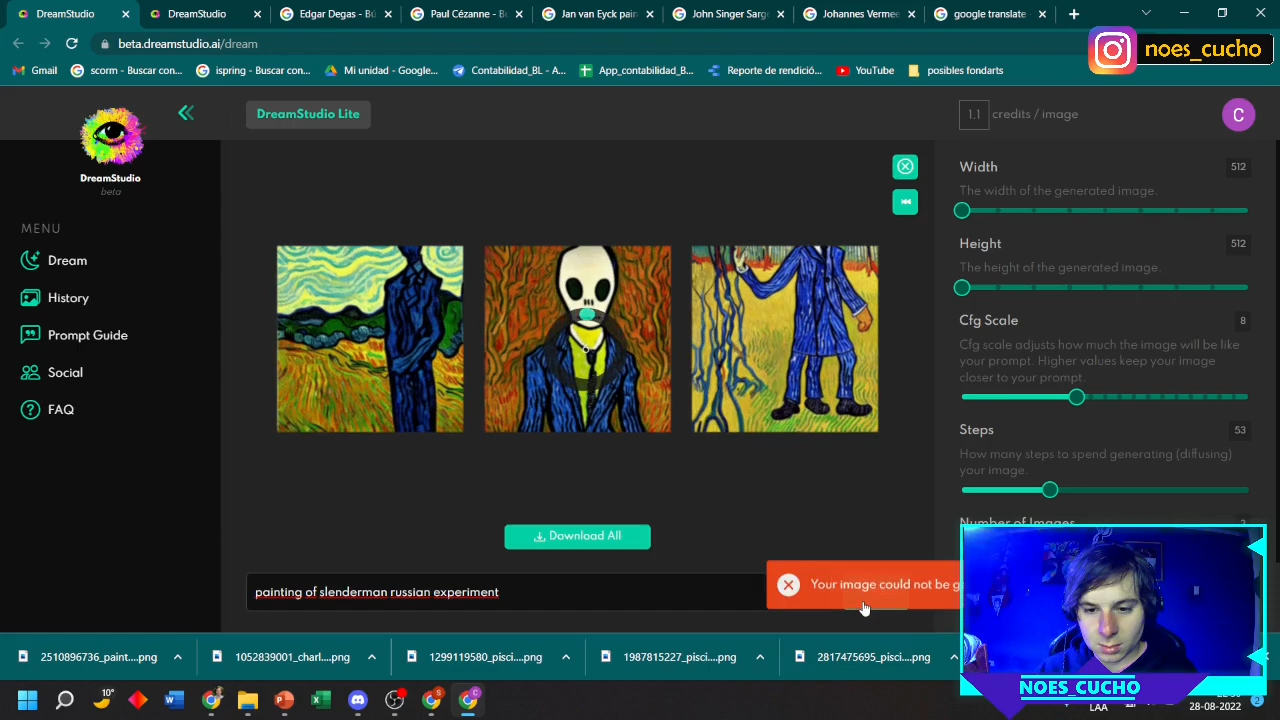 DreamStudio
DreamStudio
Edgar Degas - Bú
Paul Cézanne - B
Jan van Eyck pain
John Singer Sarge
Johannes Vermee
google translate -
beta.dreamstudio.ai/dream
noes_cucho
Gmail
scorm - Buscar con...
ispring - Buscar con...
Mi unidad - Google...
Contabilidad_BL - A...
App_contabilidad_B...
Reporte de rendició...
YouTube
posibles fondarts
DreamStudio
beta
DreamStudio Lite
1.1 credits / image
C
MENU
Dream
History
Prompt Guide
Social
FAQ
Width 512
The width of the generated image.
Height 512
The height of the generated image.
Cfg Scale 8
Cfg scale adjusts how much the image will be like
your prompt. Higher values keep your image
closer to your prompt.
Steps 53
How many steps to spend generating (diffusing)
your image.
Number of Images
Download All
painting of slenderman russian experiment
Your image could not be g
2510896736_paint....png
1052839001_charl....png
1299119580_pisci....png
1987815227_pisci....png
2817475695_pisci....png
NOES_CUCHO
10°
LAA
28-08-2022
2